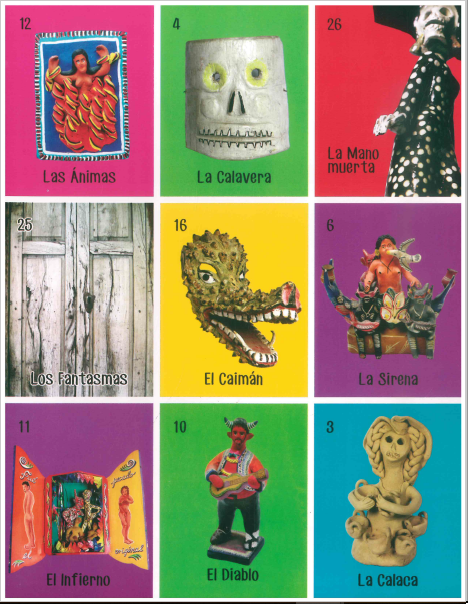 12
Las Ánimas
4
La Calavera
26
La Mano
muerta
25
Los Fantasmas
16
El Caimán
6
La Sirena
11
El Infierno
10
El Diablo
3
La Calaca